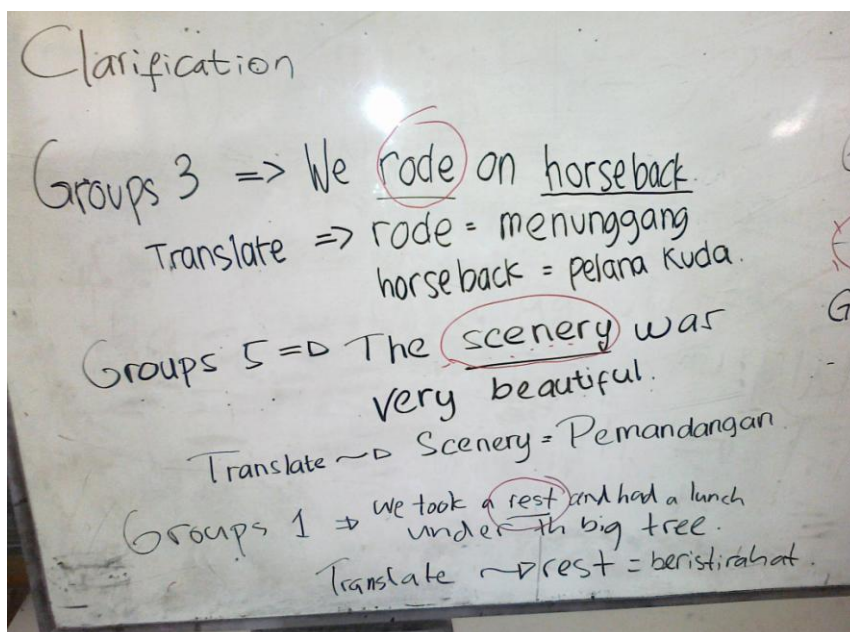 Clarification
Groups 3 => We rode on horseback.
Translate => rode = menunggang
horseback = pelana kuda.
Groups 5 => The scenery was
very beautiful.
Translate ~> Scenery = Pemandangan
Groups 1 => we took a rest and had a lunch
under th big tree.
Translate ~> rest = beristirahat.
G
G